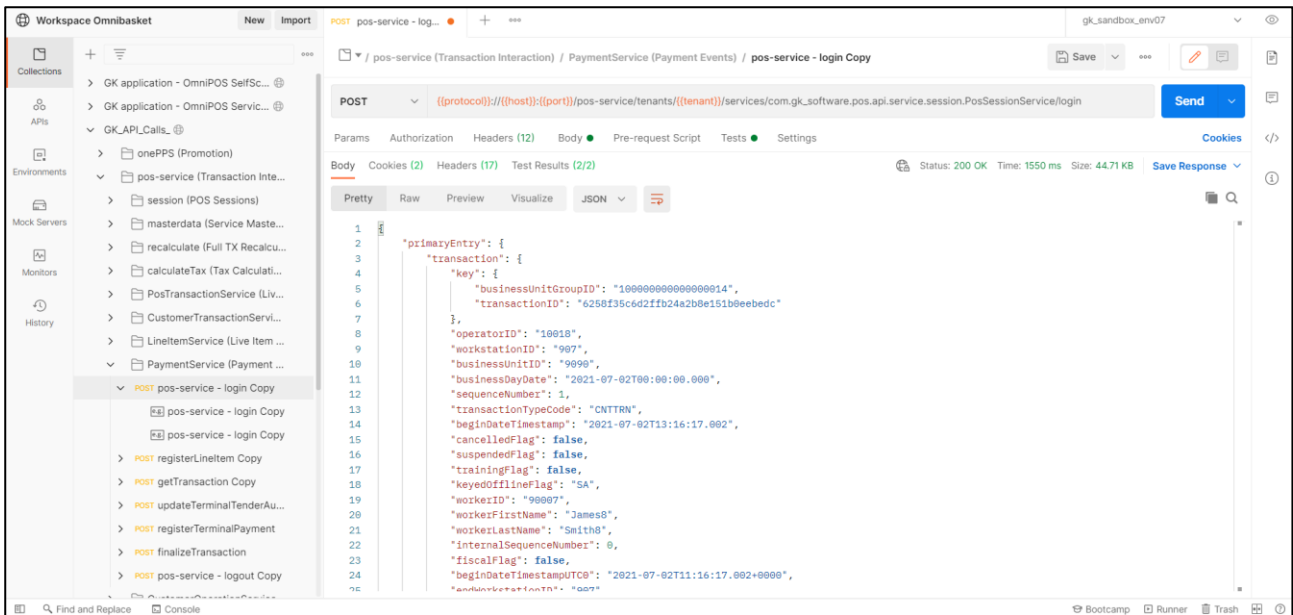 Workspace Omnibasket New Import
POST pos-service - log...
gk_sandbox_env07
Collections
APIs
Environments
Mock Servers
Monitors
History
GK application - OmniPOS SelfSc...
GK application - OmniPOS Servic...
GK_API_Calls_
onePPS (Promotion)
pos-service (Transaction Inte...
session (POS Sessions)
masterdata (Service Maste...
recalculate (Full TX Recalcu...
calculateTax (Tax Calculati...
PosTransactionService (Liv...
CustomerTransactionServi...
LineItemService (Live Item ...
PaymentService (Payment ...
POST pos-service - login Copy
e.g. pos-service - login Copy
e.g. pos-service - login Copy
POST registerLineItem Copy
POST getTransaction Copy
POST updateTerminalTenderAu...
POST registerTerminalPayment
POST finalizeTransaction
POST pos-service - logout Copy
/ pos-service (Transaction Interaction) / PaymentService (Payment Events) / pos-service - login Copy
Save
POST {{protocol}}://{{host}}:{{port}}/pos-service/tenants/{{tenant}}/services/com.gk_software.pos.api.service.session.PosSessionService/login Send
Params Authorization Headers (12) Body Pre-request Script Tests Settings Cookies
Body Cookies (2) Headers (17) Test Results (2/2) Status: 200 OK Time: 1550 ms Size: 44.71 KB Save Response
Pretty Raw Preview Visualize JSON
1 {
2 "primaryEntry": {
3 "transaction": {
4 "key": {
5 "businessUnitGroupID": "100000000000000014",
6 "transactionID": "6258f35c6d2ffb24a2b8e151b0eebedc"
7 },
8 "operatorID": "10018",
9 "workstationID": "907",
10 "businessUnitID": "9090",
11 "businessDayDate": "2021-07-02T00:00:00.000",
12 "sequenceNumber": 1,
13 "transactionTypeCode": "CNTTRN",
14 "beginDateTimestamp": "2021-07-02T13:16:17.002",
15 "cancelledFlag": false,
16 "suspendedFlag": false,
17 "trainingFlag": false,
18 "keyedOfflineFlag": "SA",
19 "workerID": "90007",
20 "workerFirstName": "James8",
21 "workerLastName": "Smith8",
22 "internalSequenceNumber": 0,
23 "fiscalFlag": false,
24 "beginDateTimestampUTC0": "2021-07-02T11:16:17.002+0000",
25 "endWorkstationID": "907"
Find and Replace Console
Bootcamp Runner Trash